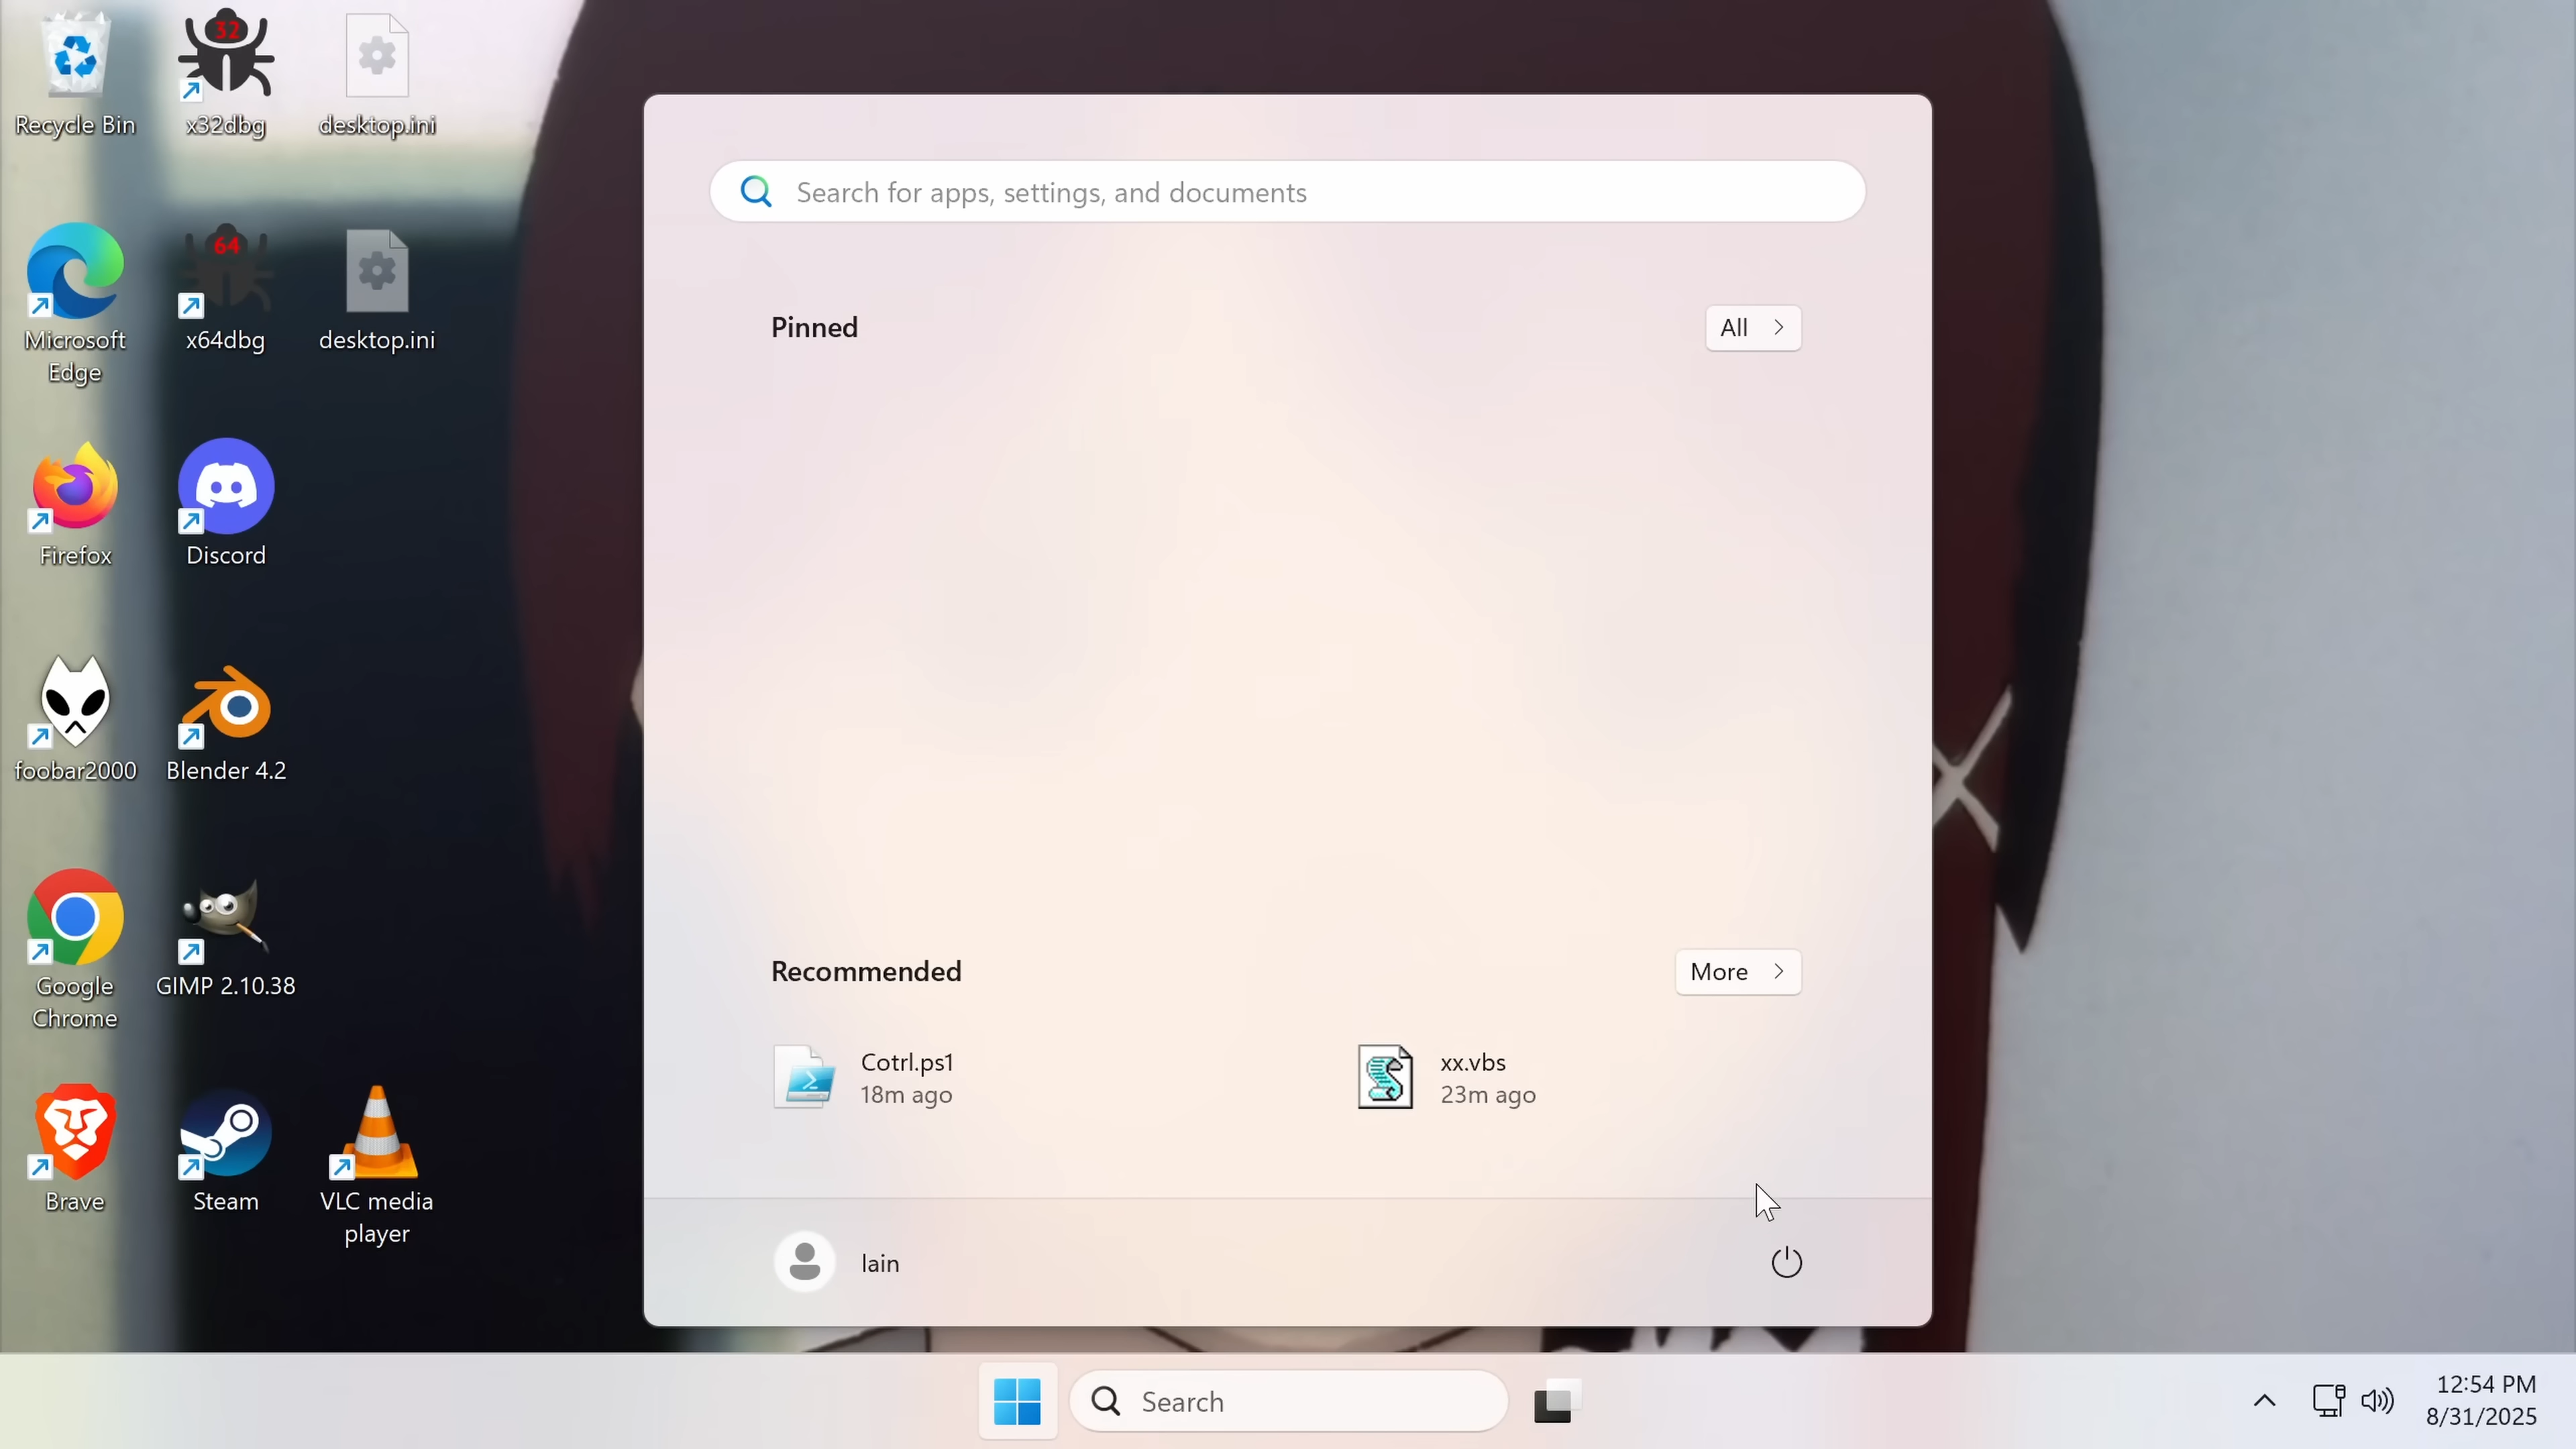 Recycle Bin
32
x32dbg
desktop.ini
Microsoft
Edge
64
x64dbg
desktop.ini
Firefox
Discord
foobar2000
Blender 4.2
Google
Chrome
GIMP 2.10.38
Brave
Steam
VLC media
player
Search for apps, settings, and documents
Pinned
All
Recommended
More
Cotrl.ps1
18m ago
xx.vbs
23m ago
lain
Search
12:54 PM
8/31/2025